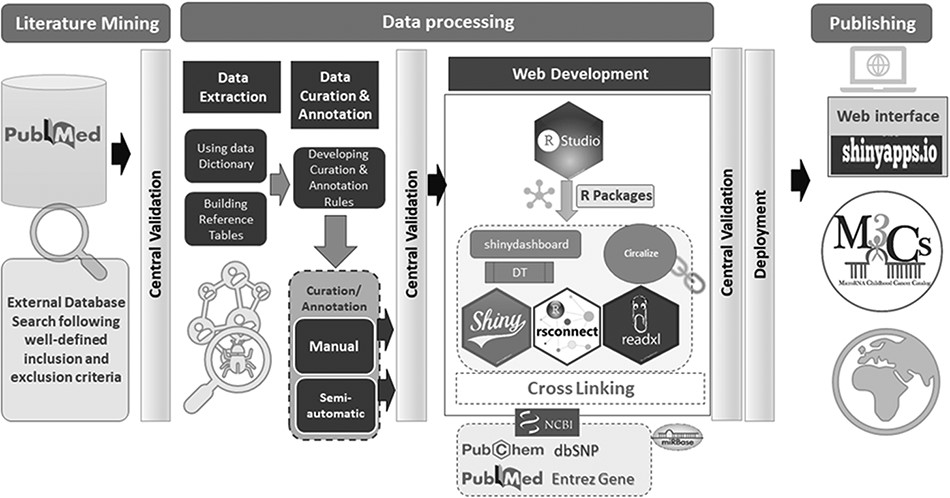 Literature Mining
Data processing
Publishing
PubMed
External Database
Search following
well-defined
inclusion and
exclusion criteria
Central Validation
Data
Extraction
Data
Curation &
Annotation
Using data
Dictionary
Building
Reference
Tables
Developing
Curation &
Annotation
Rules
Curation/
Annotation
Manual
Semi-
automatic
Central Validation
Web Development
R Studio
R Packages
shinydashboard
DT
Circalize
Shiny
R
rsconnect
readxl
Cross Linking
NCBI
PubChem dbSNP
miRBase
PubMed Entrez Gene
Central Validation
Deployment
Web interface
shinyapps.io
M3Cs
MicroRNA Childhood Cancer Catalog